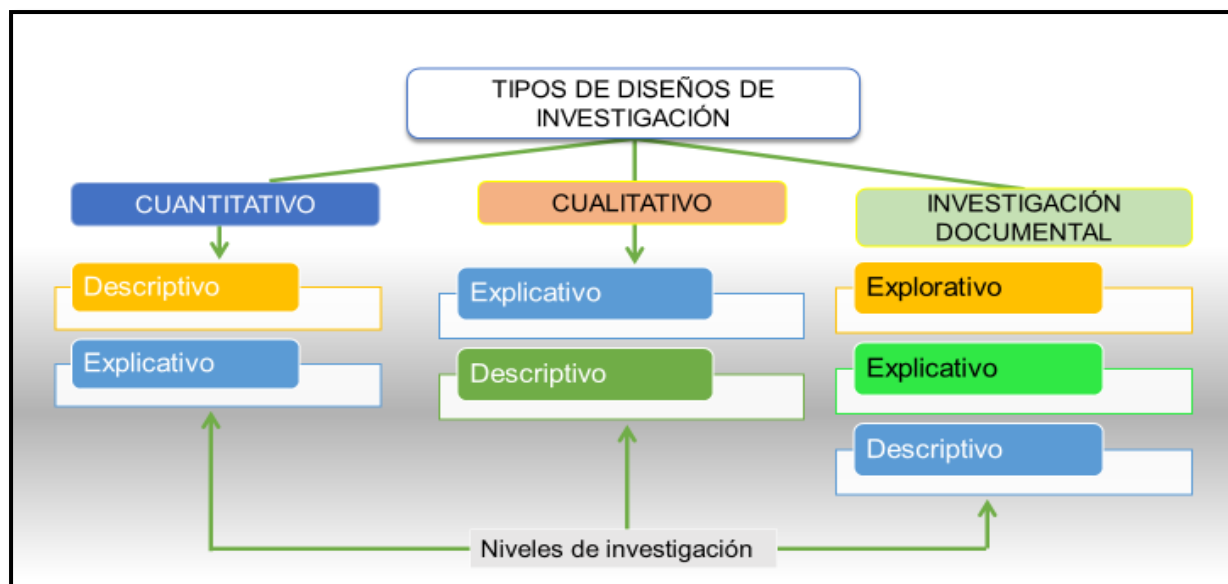 TIPOS DE DISEÑOS DE
INVESTIGACIÓN
CUANTITATIVO
Descriptivo
Explicativo
CUALITATIVO
Explicativo
Descriptivo
INVESTIGACIÓN
DOCUMENTAL
Explorativo
Explicativo
Descriptivo
Niveles de investigación